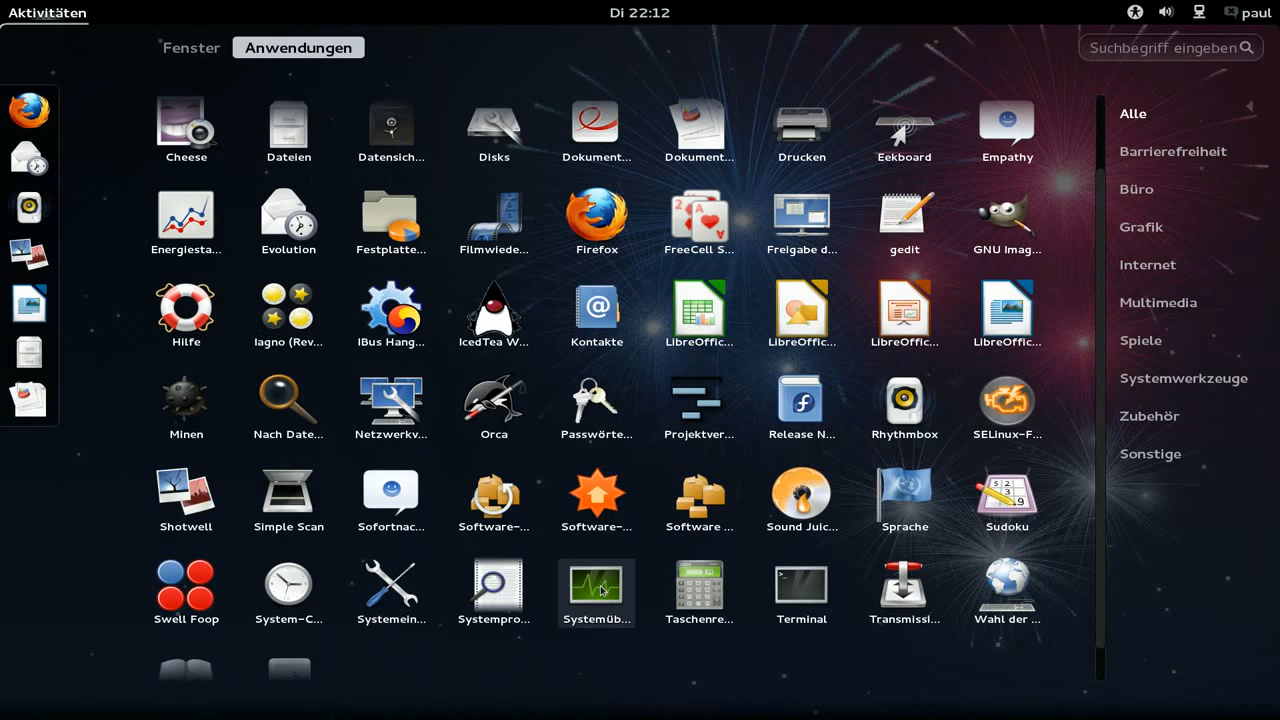 Aktivitäten
Di 22:12
paul
Fenster
Anwendungen
Suchbegriff eingeben
Cheese
Dateien
Datensich...
Disks
Dokument...
Dokument...
Drucken
Eekboard
Empathy
Energiesta...
Evolution
Festplatte...
Filmwiede...
Firefox
FreeCell S...
Freigabe d...
gedit
GNU Imag...
Hilfe
Iagno (Rev...
IBus Hang...
IcedTea W...
Kontakte
LibreOffic...
LibreOffic...
LibreOffic...
LibreOffic...
Minen
Nach Date...
Netzwerkv...
Orca
Passwörte...
Projektver...
Release N...
Rhythmbox
SELinux-F...
Shotwell
Simple Scan
Sofortnac...
Software-...
Software-...
Software ...
Sound Juic...
Sprache
Sudoku
Swell Foop
System-C...
Systemein...
Systempro...
Systemüb...
Taschenre...
Terminal
Transmissi...
Wahl der ...
Alle
Barrierefreiheit
Büro
Grafik
Internet
Multimedia
Spiele
Systemwerkzeuge
Zubehör
Sonstige